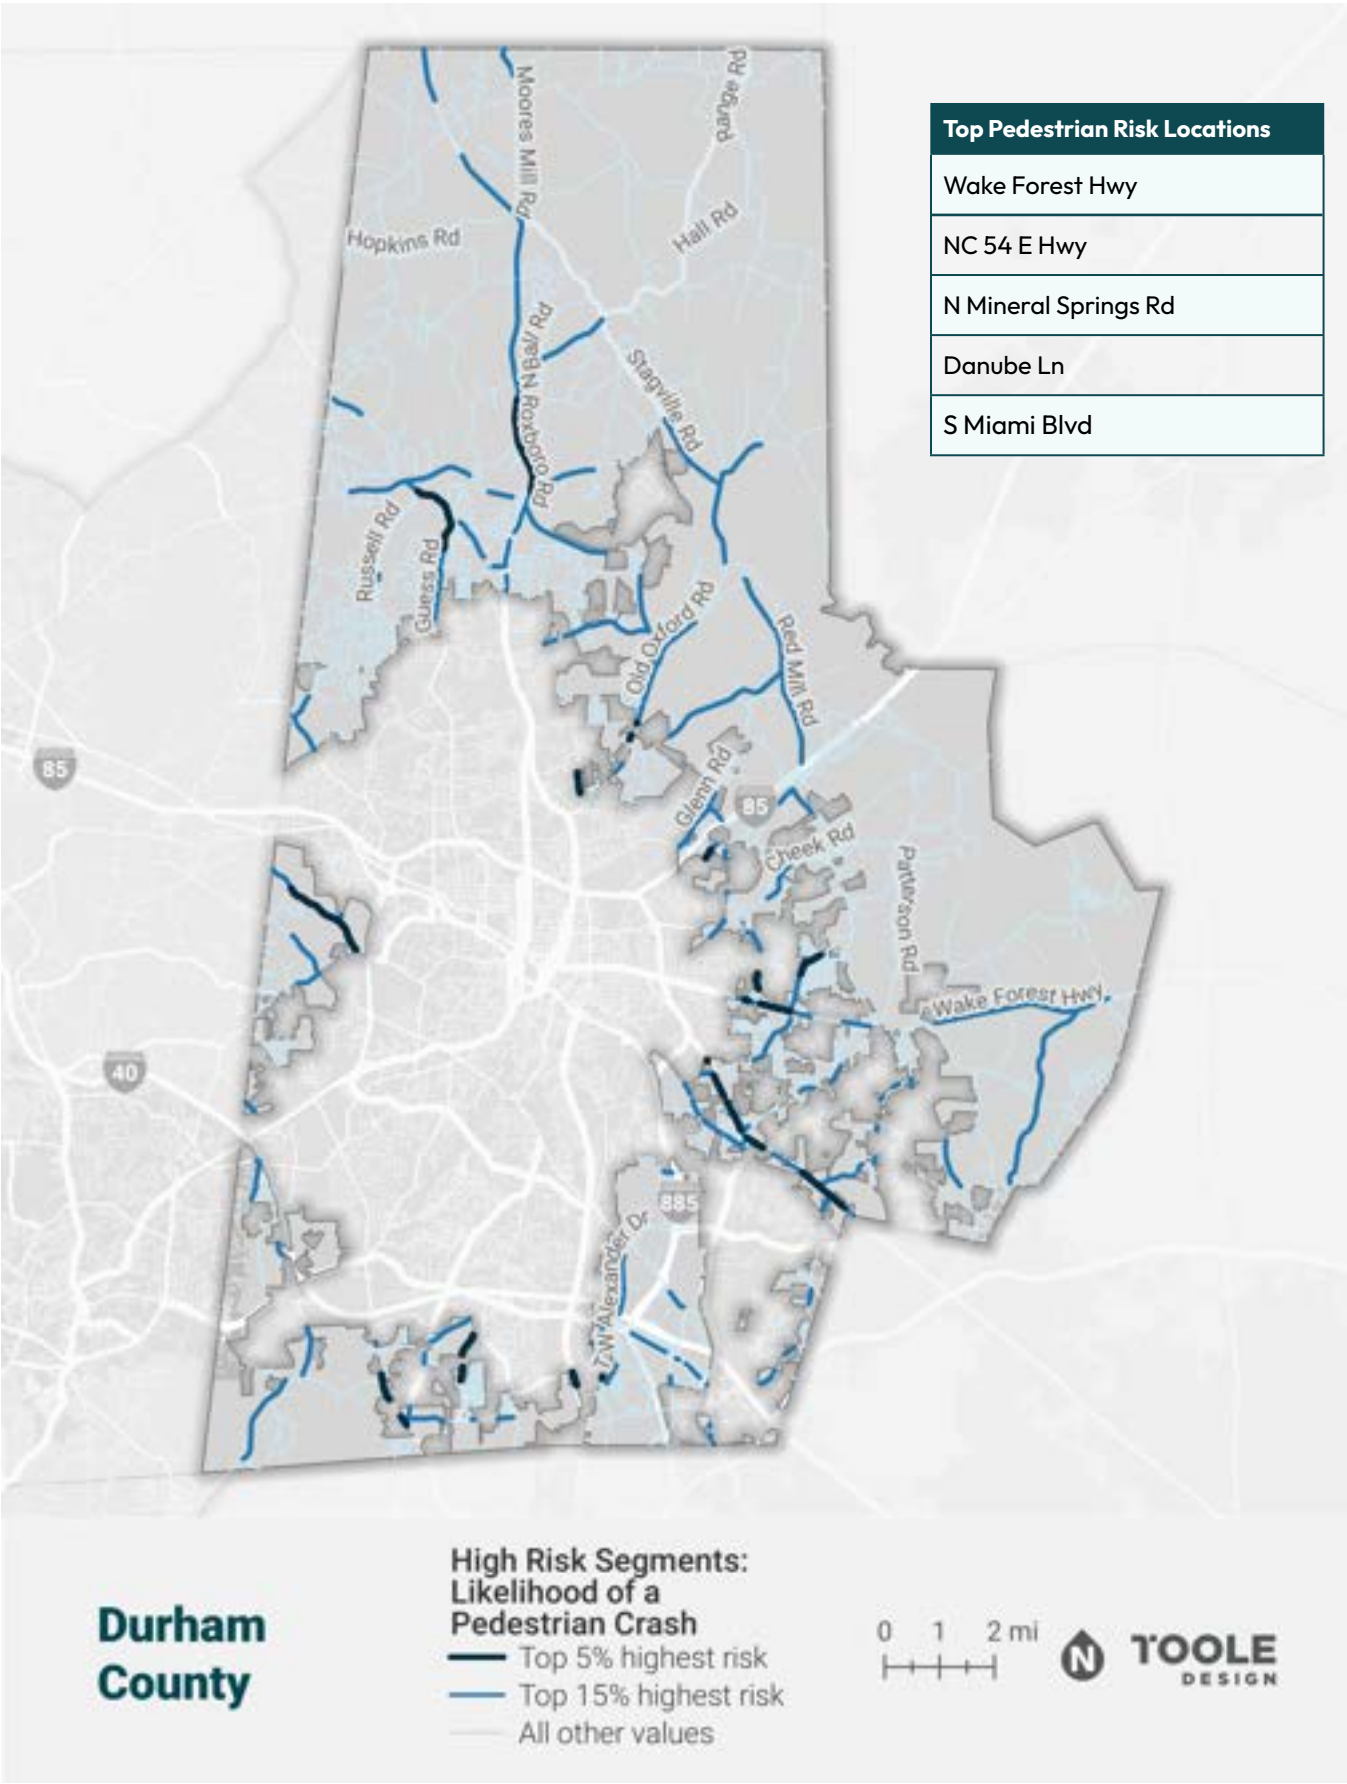 Moores Mill Rd
Range Rd
Top Pedestrian Risk Locations
Wake Forest Hwy
NC 54 E Hwy
N Mineral Springs Rd
Danube Ln
S Miami Blvd
Hopkins Rd
Hall Rd
Ball Rd
N Roxboro Rd
Stagville Rd
Russell Rd
Guess Rd
Old Oxford Rd
Red Mill Rd
85
Glenn Rd
85
Cheek Rd
Patterson Rd
Wake Forest Hwy
40
885
T W Alexander Dr
Durham
County
High Risk Segments:
Likelihood of a
Pedestrian Crash
Top 5% highest risk
Top 15% highest risk
All other values
0 1 2 mi
N
TOOLE
DESIGN